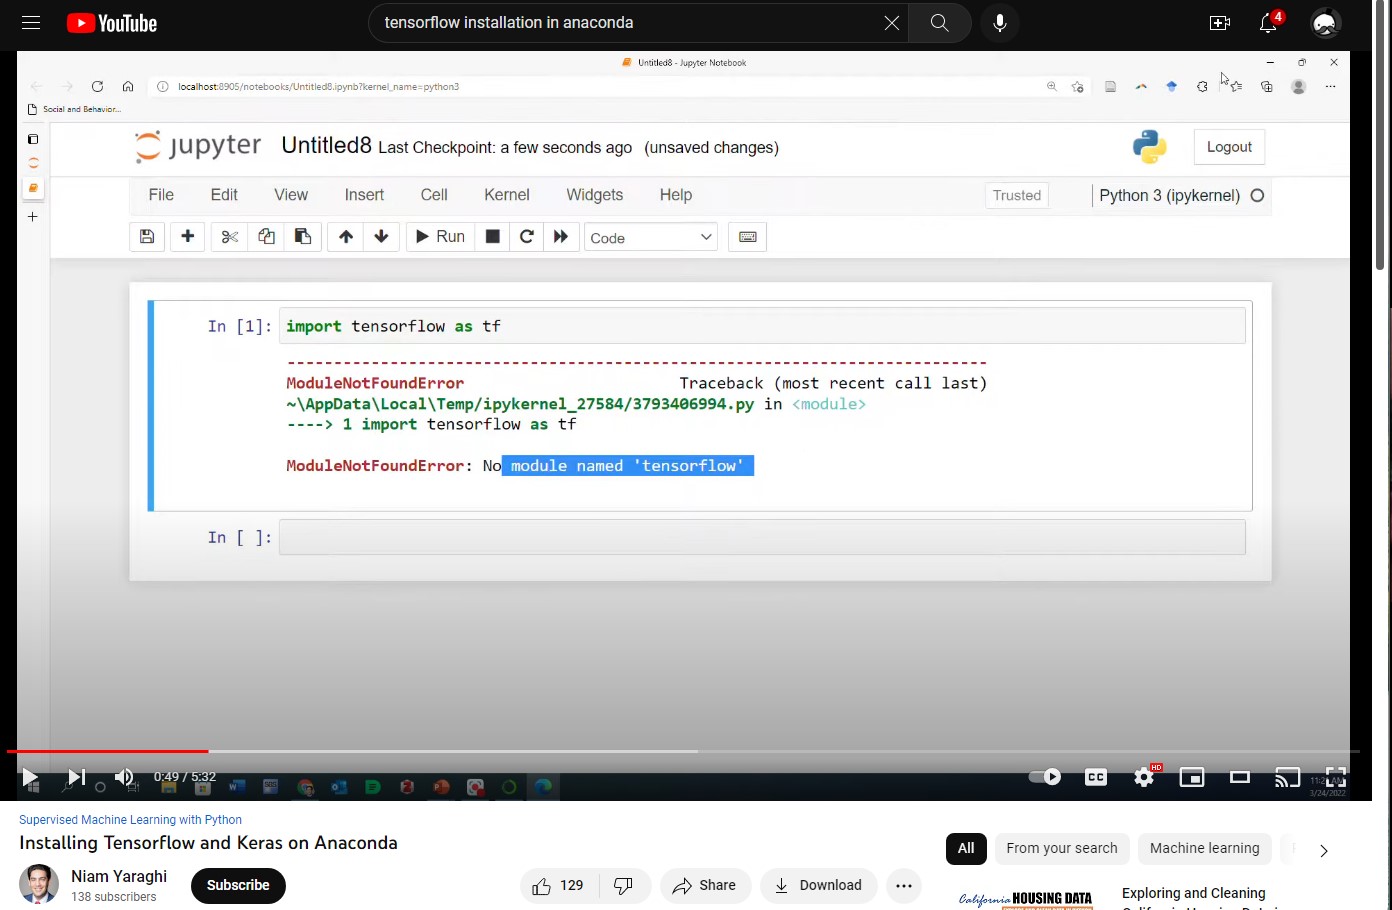 YouTube
tensorflow installation in anaconda
4
Untitled8 - Jupyter Notebook
localhost:8905/notebooks/Untitled8.ipynb?kernel_name=python3
Social and Behavior...
jupyter Untitled8 Last Checkpoint: a few seconds ago (unsaved changes)
Logout
File Edit View Insert Cell Kernel Widgets Help
Trusted
Python 3 (ipykernel)
Run
Code
In [1]: import tensorflow as tf
---------------------------------------------------------------------------
ModuleNotFoundError Traceback (most recent call last)
~\AppData\Local\Temp/ipykernel_27584/3793406994.py in <module>
----> 1 import tensorflow as tf
ModuleNotFoundError: No module named 'tensorflow'
In [ ]:
0:49 / 5:32
CC
HD
3/24/2022
Supervised Machine Learning with Python
Installing Tensorflow and Keras on Anaconda
Niam Yaraghi
138 subscribers
Subscribe
129
Share
Download
All
From your search
Machine learning
California HOUSING DATA
Exploring and Cleaning